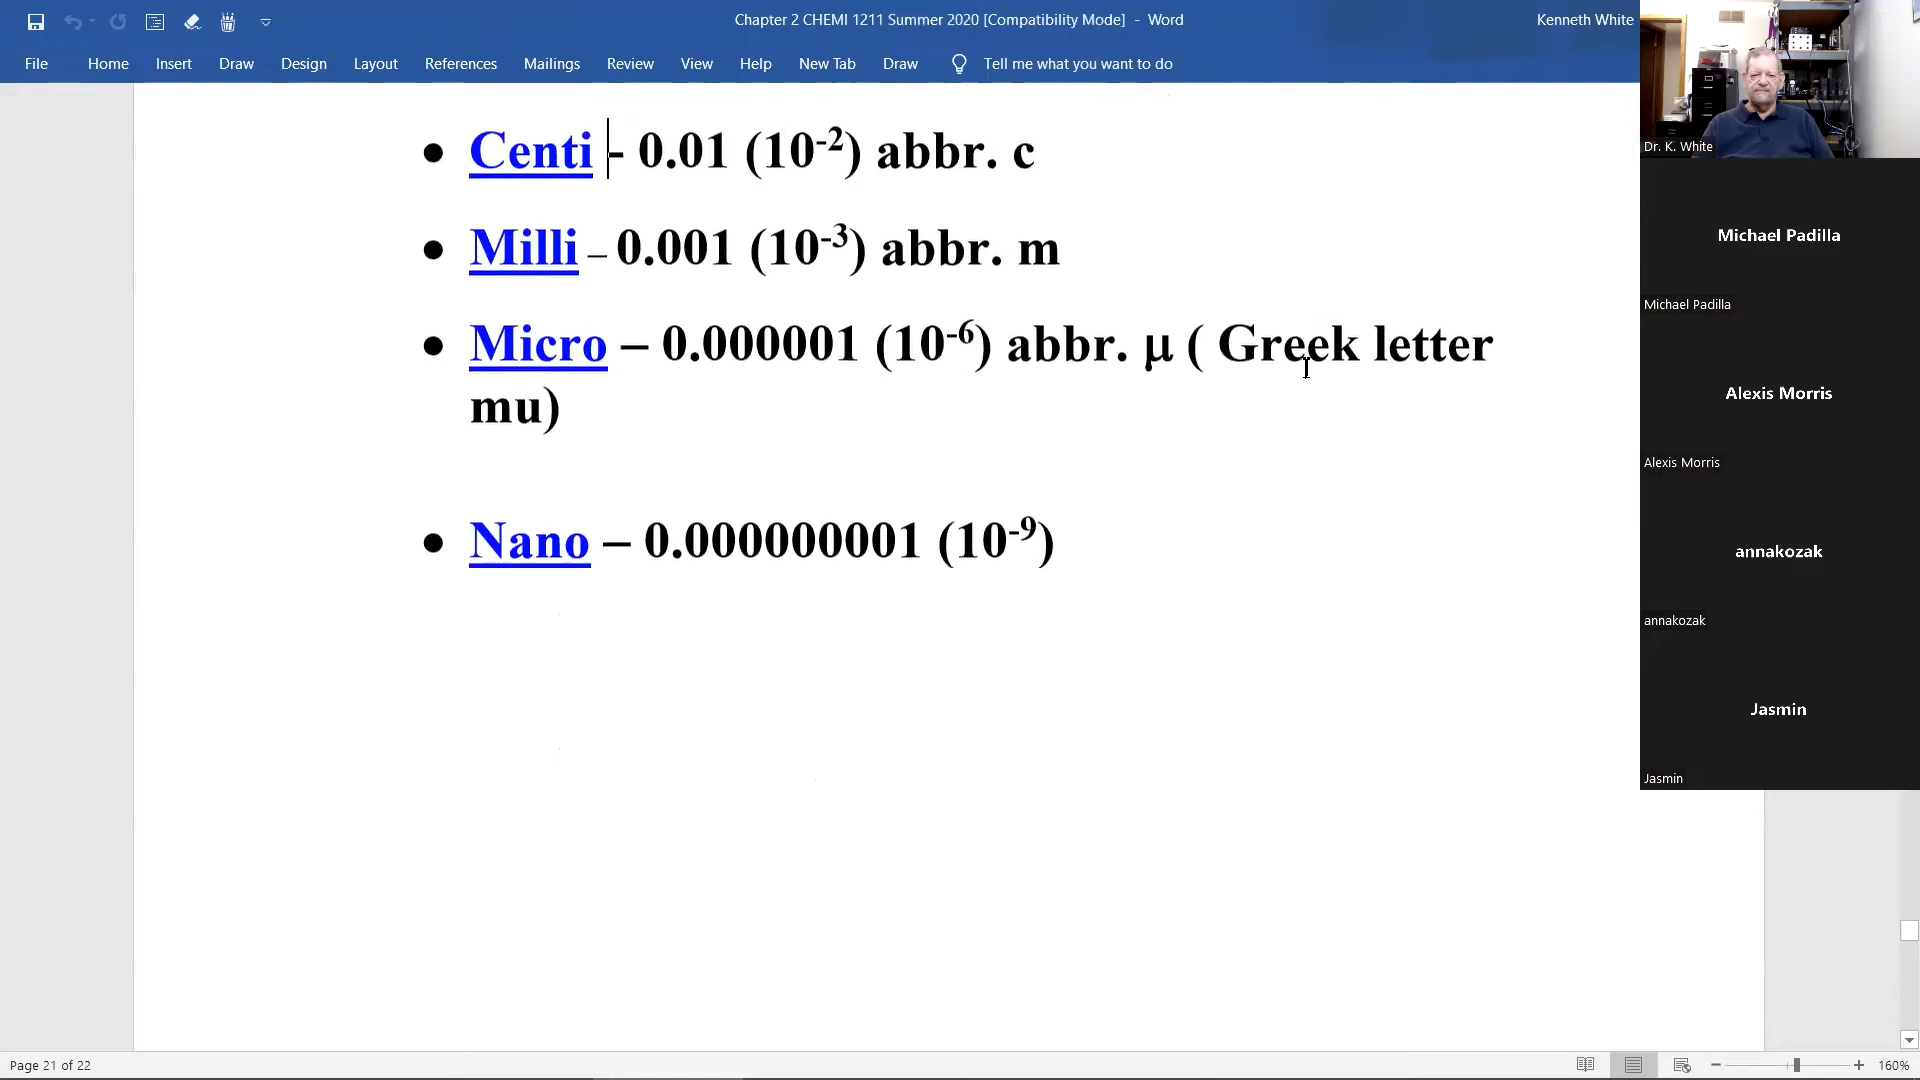 Chapter 2 CHEMI 1211 Summer 2020 [Compatibility Mode] - Word
Kenneth White
File Home Insert Draw Design Layout References Mailings Review View Help New Tab Draw Tell me what you want to do
• Centi - 0.01 (10⁻²) abbr. c
• Milli – 0.001 (10⁻³) abbr. m
• Micro – 0.000001 (10⁻⁶) abbr. μ ( Greek letter
mu)
• Nano – 0.000000001 (10⁻⁹)
Dr. K. White
Michael Padilla
Michael Padilla
Alexis Morris
Alexis Morris
annakozak
annakozak
Jasmin
Jasmin
Page 21 of 22
160%